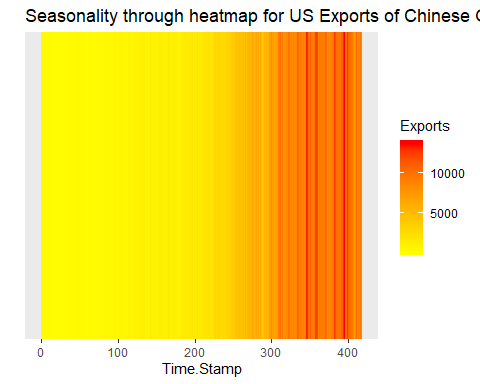 Seasonality through heatmap for US Exports of Chinese
Exports
10000
5000
0 100 200 300 400
Time.Stamp